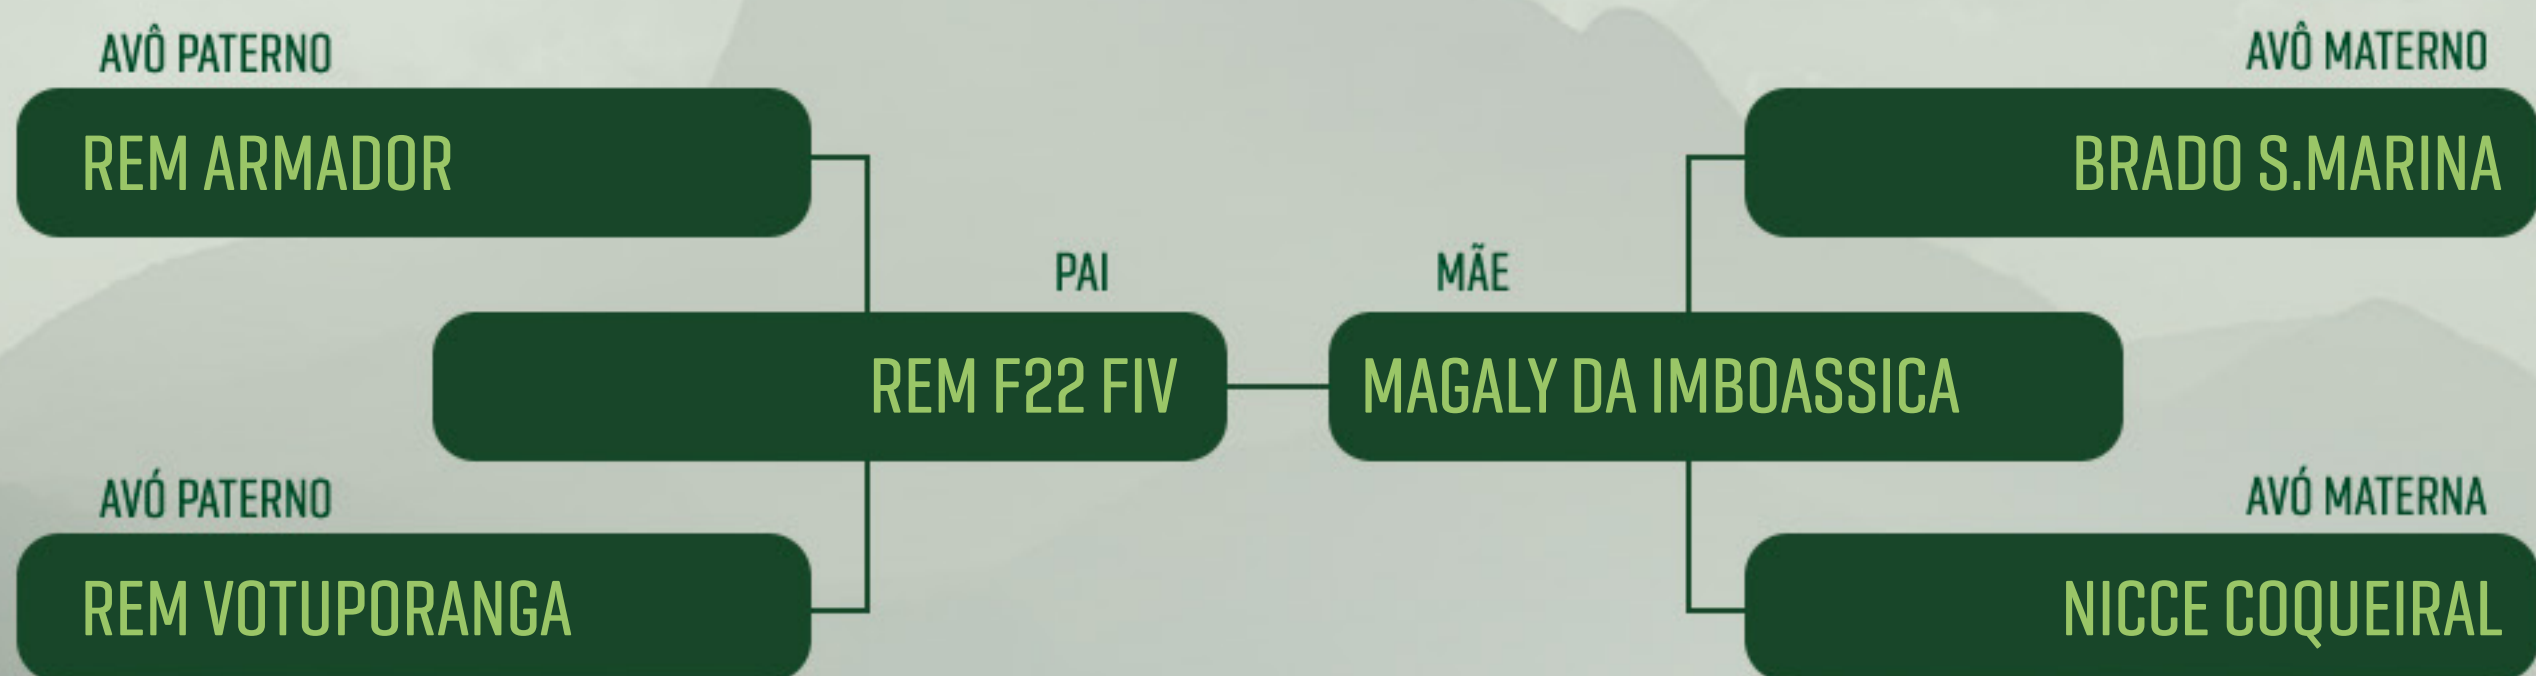 AVÔ PATERNO
AVÔ MATERNO
REM ARMADOR
BRADO S.MARINA
PAI
MÃE
REM F22 FIV
MAGALY DA IMBOASSICA
AVÓ PATERNO
AVÓ MATERNA
REM VOTUPORANGA
NICCE COQUEIRAL